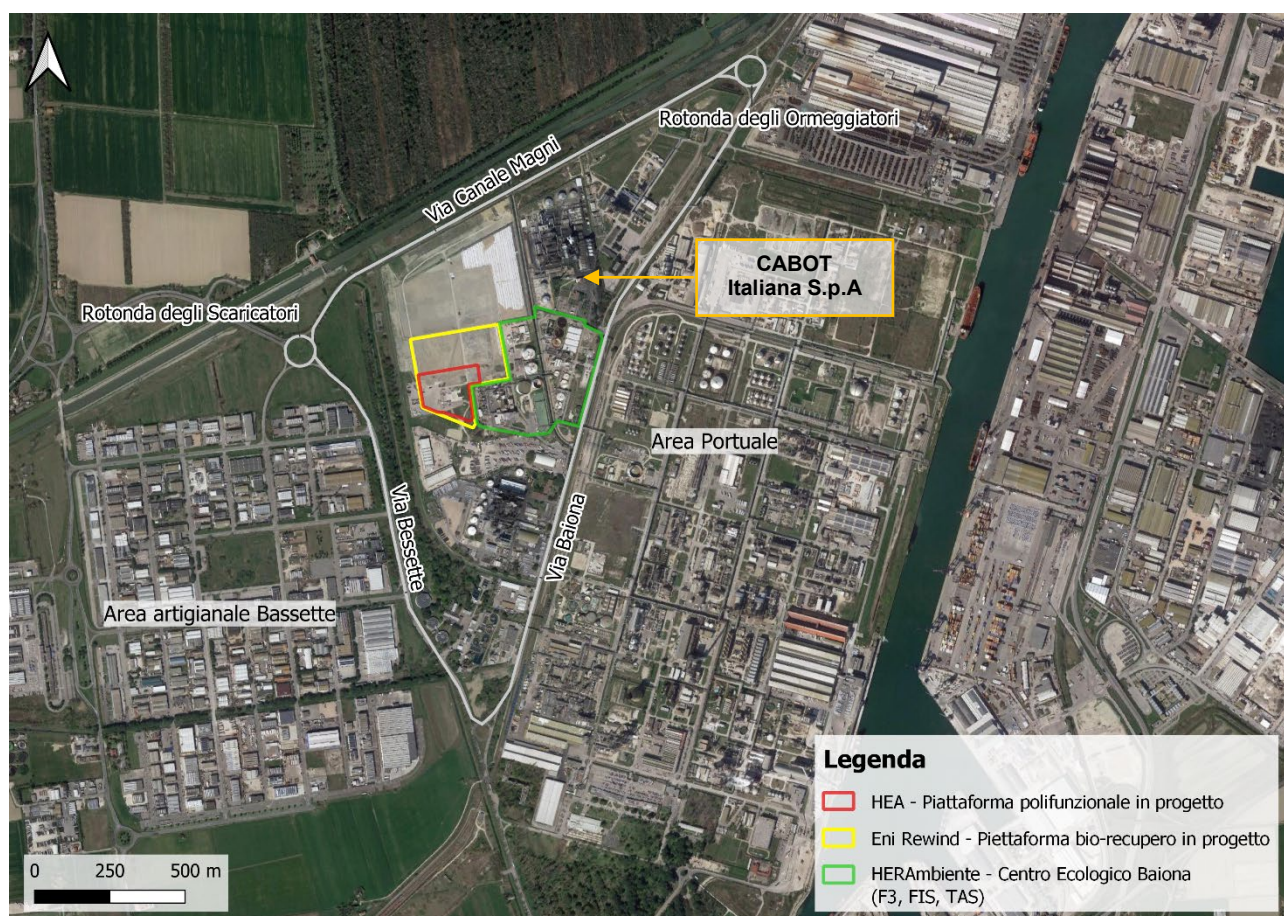 Rotonda degli Ormeggiatori
Via Canale Magni
CABOT
Italiana S.p.A
Rotonda degli Scaricatori
Area Portuale
Via Bessette
Via Baiona
Area artigianale Bassette
Legenda
HEA - Piattaforma polifunzionale in progetto
Eni Rewind - Piettaforma bio-recupero in progetto
HERAmbiente - Centro Ecologico Baiona
(F3, FIS, TAS)
0 250 500 m